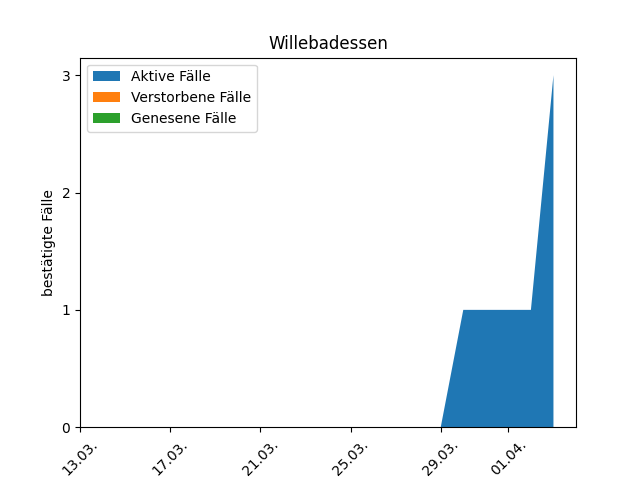 Willebadessen
Aktive Fälle
Verstorbene Fälle
Genesene Fälle
bestätigte Fälle
3
2
1
0
13.03.
17.03.
21.03.
25.03.
29.03.
01.04.